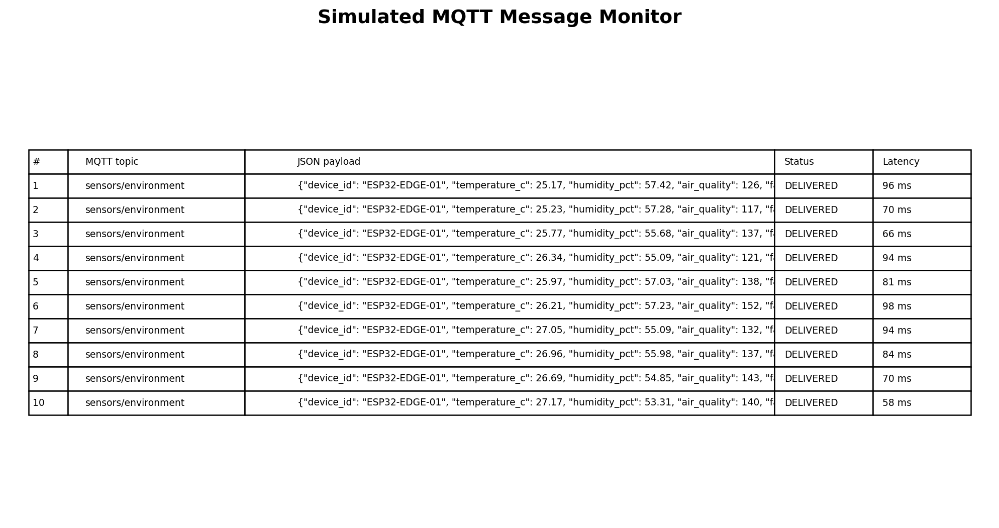 Simulated MQTT Message Monitor
# MQTT topic JSON payload Status Latency
1 sensors/environment {"device_id": "ESP32-EDGE-01", "temperature_c": 25.17, "humidity_pct": 57.42, "air_quality": 126, "f DELIVERED 96 ms
2 sensors/environment {"device_id": "ESP32-EDGE-01", "temperature_c": 25.23, "humidity_pct": 57.28, "air_quality": 117, "f DELIVERED 70 ms
3 sensors/environment {"device_id": "ESP32-EDGE-01", "temperature_c": 25.77, "humidity_pct": 55.68, "air_quality": 137, "f DELIVERED 66 ms
4 sensors/environment {"device_id": "ESP32-EDGE-01", "temperature_c": 26.34, "humidity_pct": 55.09, "air_quality": 121, "f DELIVERED 94 ms
5 sensors/environment {"device_id": "ESP32-EDGE-01", "temperature_c": 25.97, "humidity_pct": 57.03, "air_quality": 138, "f DELIVERED 81 ms
6 sensors/environment {"device_id": "ESP32-EDGE-01", "temperature_c": 26.21, "humidity_pct": 57.23, "air_quality": 152, "f DELIVERED 98 ms
7 sensors/environment {"device_id": "ESP32-EDGE-01", "temperature_c": 27.05, "humidity_pct": 55.09, "air_quality": 132, "f DELIVERED 94 ms
8 sensors/environment {"device_id": "ESP32-EDGE-01", "temperature_c": 26.96, "humidity_pct": 55.98, "air_quality": 137, "f DELIVERED 84 ms
9 sensors/environment {"device_id": "ESP32-EDGE-01", "temperature_c": 26.69, "humidity_pct": 54.85, "air_quality": 143, "f DELIVERED 70 ms
10 sensors/environment {"device_id": "ESP32-EDGE-01", "temperature_c": 27.17, "humidity_pct": 53.31, "air_quality": 140, "f DELIVERED 58 ms